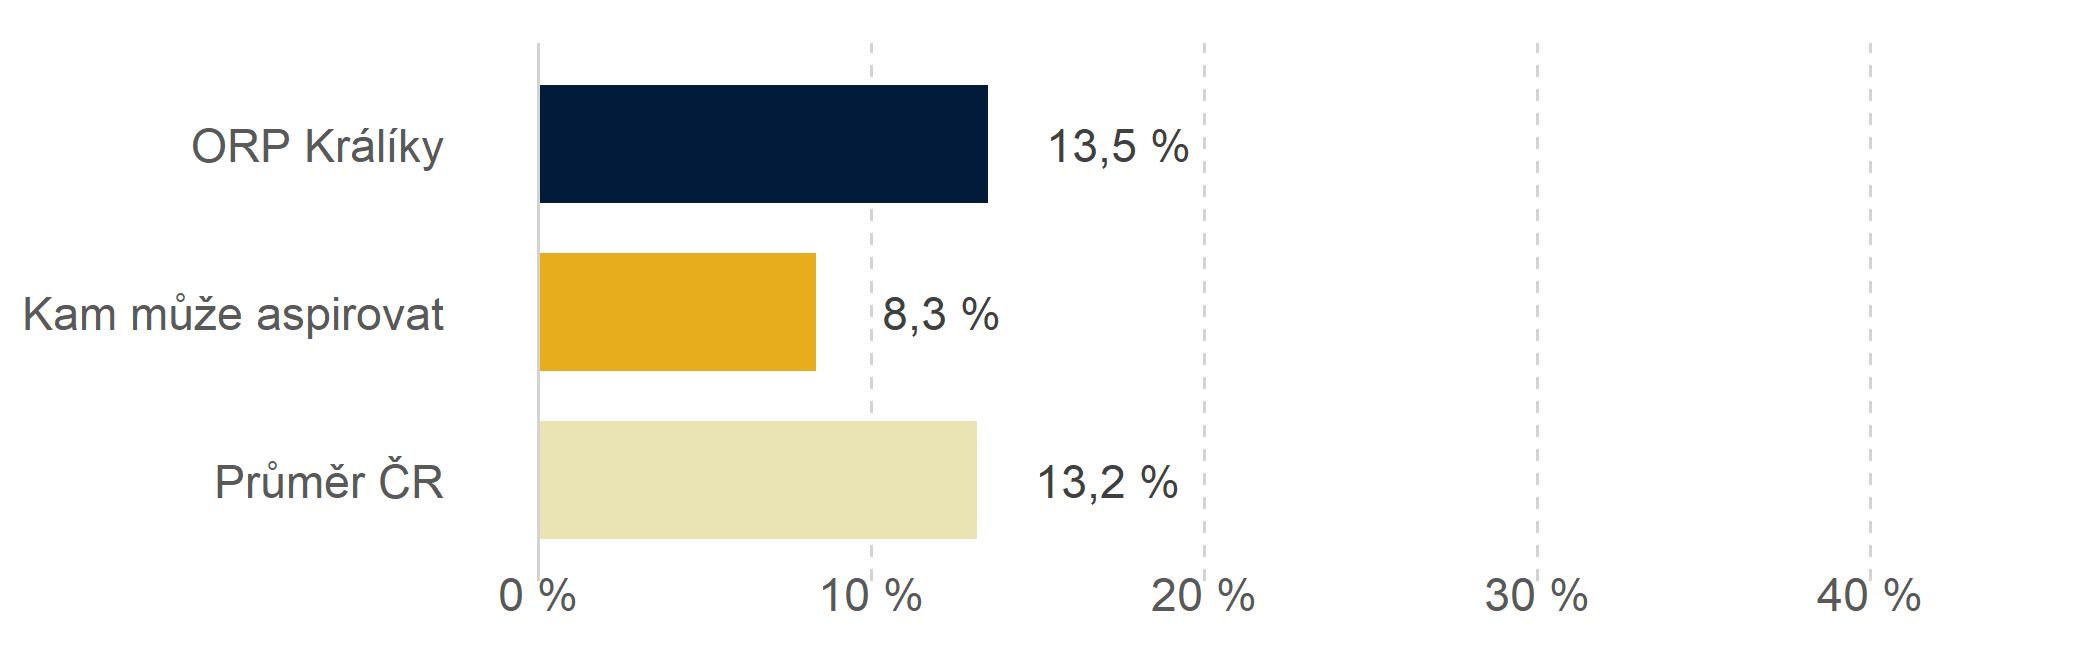 ORP Králíky
13,5 %
Kam může aspirovat
8,3 %
Průměr ČR
13,2 %
0 %
10 %
20 %
30 %
40 %